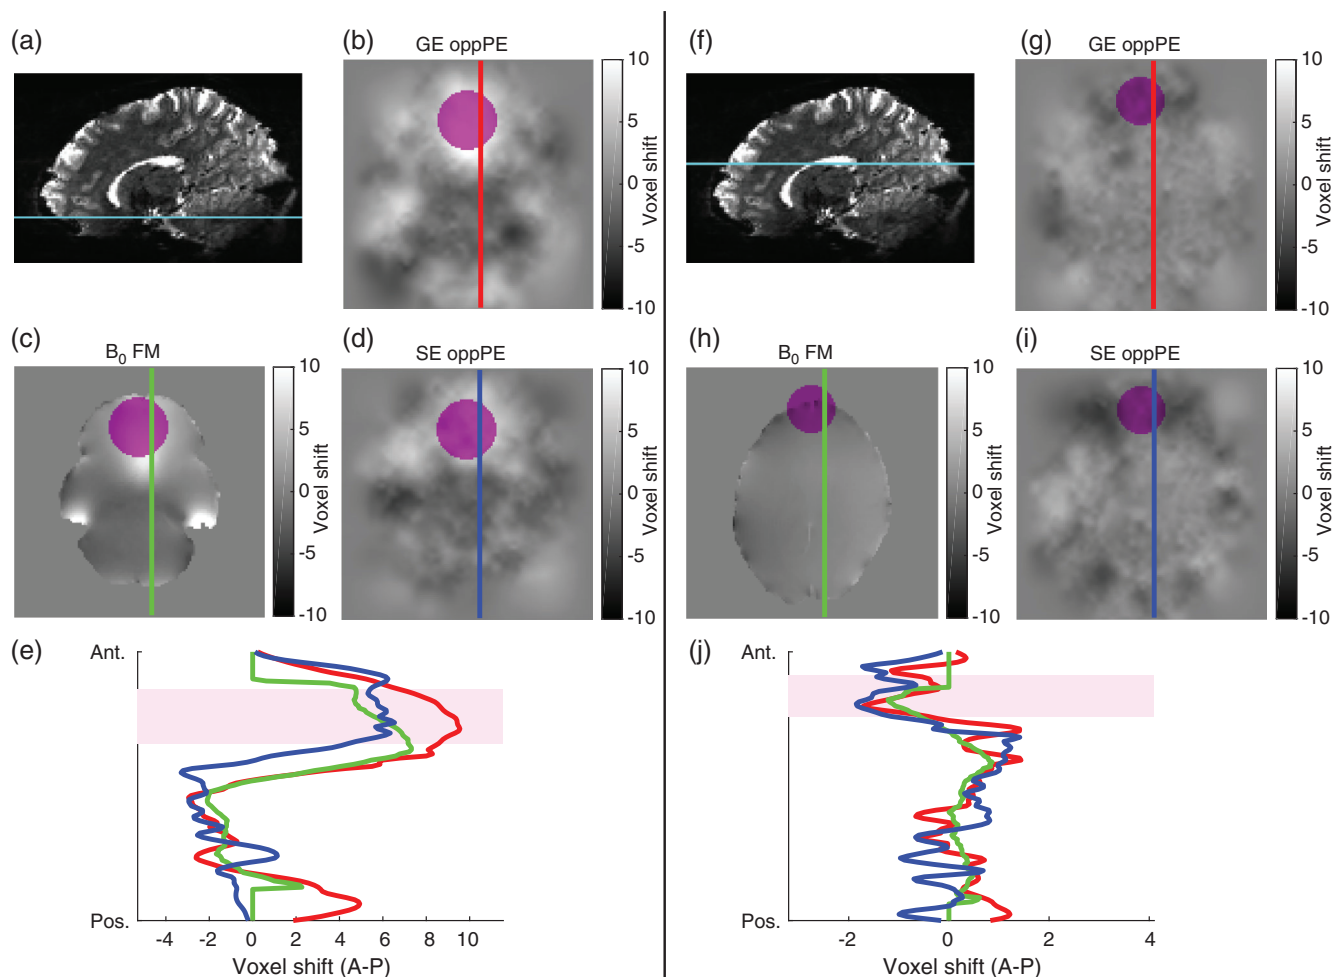 (a)
(b)
GE oppPE
10
5
0
-5
-10
Voxel shift
(c)
B0 FM
10
5
0
-5
-10
Voxel shift
(d)
SE oppPE
10
5
0
-5
-10
Voxel shift
(e)
Ant.
Pos.
-4 -2 0 2 4 6 8 10
Voxel shift (A-P)
(f)
(g)
GE oppPE
10
5
0
-5
-10
Voxel shift
(h)
B0 FM
10
5
0
-5
-10
Voxel shift
(i)
SE oppPE
10
5
0
-5
-10
Voxel shift
(j)
Ant.
Pos.
-2 0 2 4
Voxel shift (A-P)